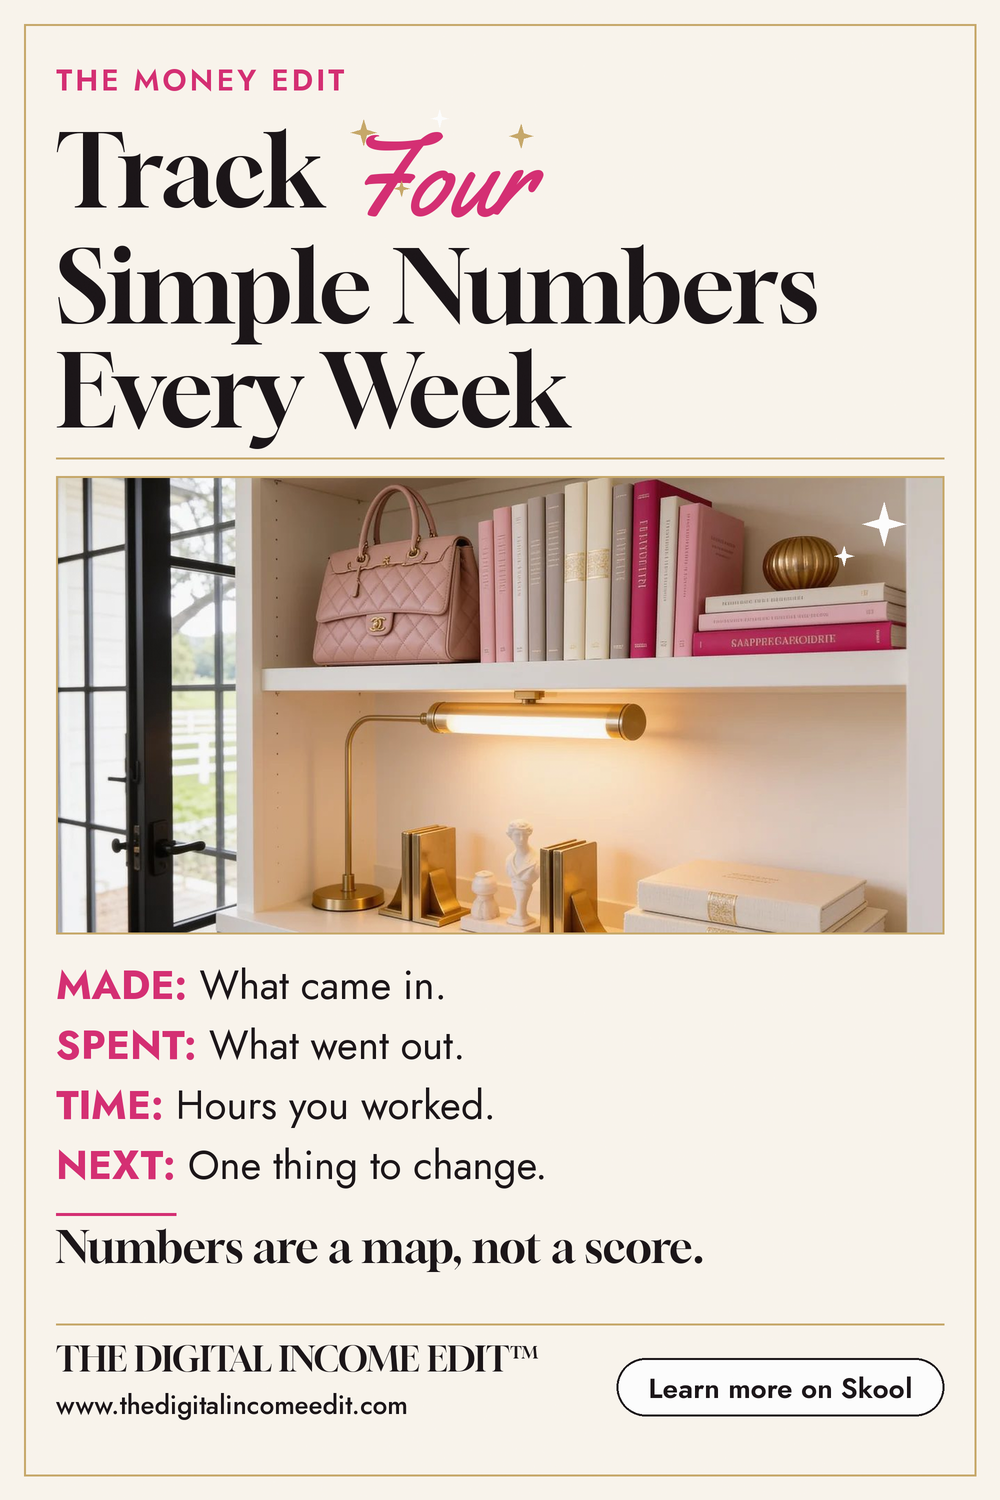 THE MONEY EDIT
Track Four
Simple Numbers
Every Week
MADE: What came in.
SPENT: What went out.
TIME: Hours you worked.
NEXT: One thing to change.
Numbers are a map, not a score.
THE DIGITAL INCOME EDIT™
www.thedigitalincomeedit.com
Learn more on Skool